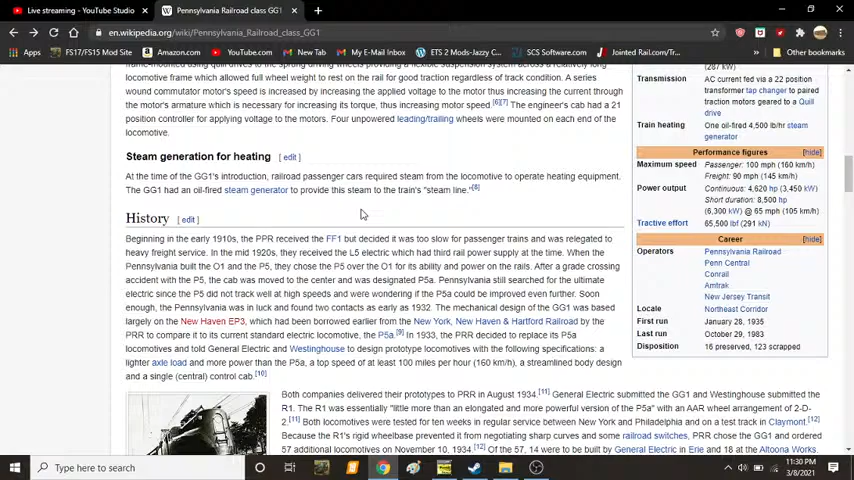 Live streaming - YouTube Studio
Pennsylvania Railroad class GG1
en.wikipedia.org/wiki/Pennsylvania_Railroad_class_GG1
Apps FS17/FS15 Mod Site Amazon.com YouTube.com New Tab My E-mail Inbox ETS 2 Mods-Jazzy C... SCS Software.com Jointed Rail.com/Tr... Other bookmarks
frame-mounted using quill drives to the sprung driving wheels providing a flexible suspension system across a relatively long
locomotive frame which allowed full wheel weight to rest on the rail for good traction regardless of track condition. A series
wound commutator motor's speed is increased by increasing the applied voltage to the motor thus increasing the current through
the motor's armature which is necessary for increasing its torque, thus increasing motor speed.[6][7] The engineer's cab had a 21
position controller for applying voltage to the motors. Four unpowered leading/trailing wheels were mounted on each end of the
locomotive.
Steam generation for heating [ edit ]
At the time of the GG1's introduction, railroad passenger cars required steam from the locomotive to operate heating equipment.
The GG1 had an oil-fired steam generator to provide this steam to the train's "steam line."[8]
History [ edit ]
Beginning in the early 1910s, the PPR received the FF1 but decided it was too slow for passenger trains and was relegated to
heavy freight service. In the mid 1920s, they received the L5 electric which had third rail power supply at the time. When the
Pennsylvania built the O1 and the P5, they chose the P5 over the O1 for its ability and power on the rails. After a grade crossing
accident with the P5, the cab was moved to the center and was designated P5a. Pennsylvania still searched for the ultimate
electric since the P5 did not track well at high speeds and were wondering if the P5a could be improved even further. Soon
enough, the Pennsylvania was in luck and found two contacts as early as 1932. The mechanical design of the GG1 was based
largely on the New Haven EP3, which had been borrowed earlier from the New York, New Haven & Hartford Railroad by the
PRR to compare it to its current standard electric locomotive, the P5a.[9] In 1933, the PRR decided to replace its P5a
locomotives and told General Electric and Westinghouse to design prototype locomotives with the following specifications: a
lighter axle load and more power than the P5a, a top speed of at least 100 miles per hour (160 km/h), a streamlined body design
and a single (central) control cab.[10]
Both companies delivered their prototypes to PRR in August 1934.[11] General Electric submitted the GG1 and Westinghouse submitted the
R1. The R1 was essentially "little more than an elongated and more powerful version of the P5a" with an AAR wheel arrangement of 2-D-
2.[11] Both locomotives were tested for ten weeks in regular service between New York and Philadelphia and on a test track in Claymont.[12]
Because the R1's rigid wheelbase prevented it from negotiating sharp curves and some railroad switches, PRR chose the GG1 and ordered
57 additional locomotives on November 10, 1934.[12] Of the 57, 14 were to be built by General Electric in Erie and 18 at the Altoona Works.
(287 kW)
Transmission AC current fed via a 22 position
transformer tap changer to paired
traction motors geared to a Quill
drive
Train heating One oil-fired 4,500 lb/hr steam
generator
Performance figures [hide]
Maximum speed Passenger: 100 mph (160 km/h)
Freight: 90 mph (145 km/h)
Power output Continuous: 4,620 hp (3,450 kW)
Short duration: 8,500 hp
(6,300 kW) @ 65 mph (105 km/h)
Tractive effort 65,500 lbf (291 kN)
Career [hide]
Operators Pennsylvania Railroad
Penn Central
Conrail
Amtrak
New Jersey Transit
Locale Northeast Corridor
First run January 28, 1935
Last run October 29, 1983
Disposition 16 preserved, 123 scrapped
Type here to search
11:30 PM
3/8/2021